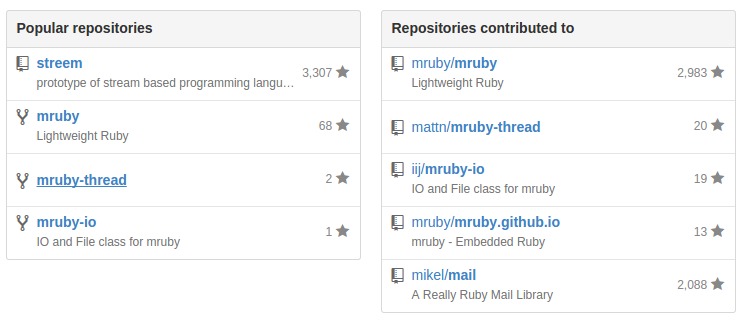 Popular repositories
streem
prototype of stream based programming langu…
3,307
mruby
Lightweight Ruby
68
mruby-thread
2
mruby-io
IO and File class for mruby
1
Repositories contributed to
mruby/mruby
Lightweight Ruby
2,983
mattn/mruby-thread
20
iij/mruby-io
IO and File class for mruby
19
mruby/mruby.github.io
mruby - Embedded Ruby
13
mikel/mail
A Really Ruby Mail Library
2,088